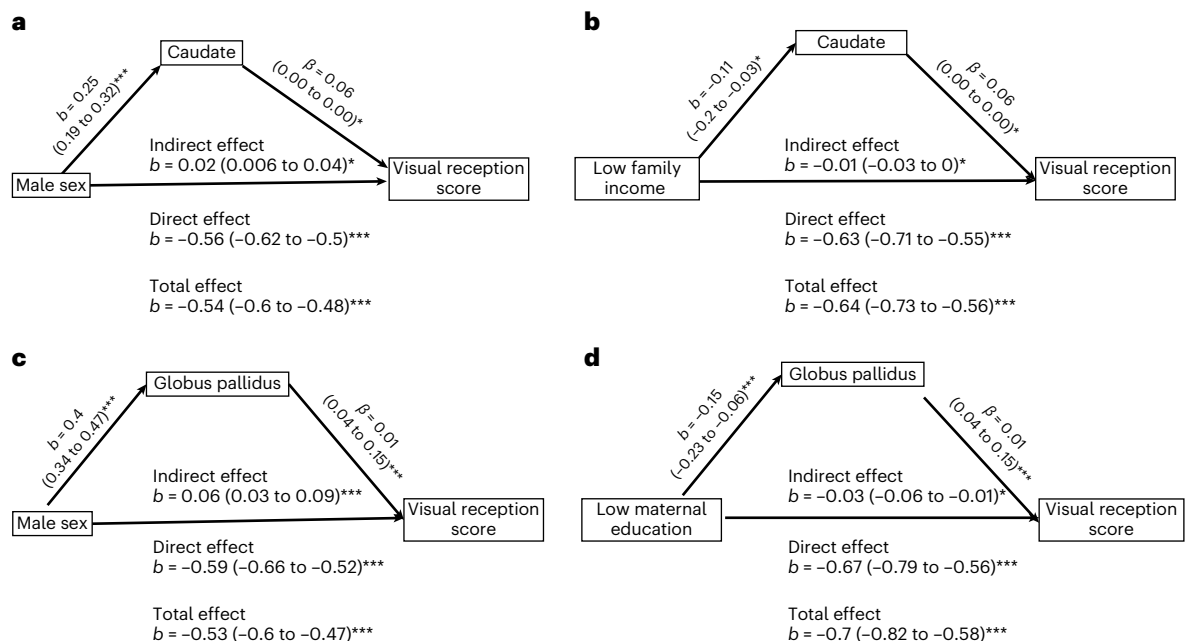 a
Caudate
b = 0.25
(0.19 to 0.32)***
β = 0.06
(0.00 to 0.00)*
Indirect effect
b = 0.02 (0.006 to 0.04)*
Male sex
Visual reception
score
Direct effect
b = –0.56 (–0.62 to –0.5)***
Total effect
b = –0.54 (–0.6 to –0.48)***
b
Caudate
b = –0.11
(–0.2 to –0.03)*
β = 0.06
(0.00 to 0.00)*
Indirect effect
b = –0.01 (–0.03 to 0)*
Low family
income
Visual reception
score
Direct effect
b = –0.63 (–0.71 to –0.55)***
Total effect
b = –0.64 (–0.73 to –0.56)***
c
Globus pallidus
b = 0.4
(0.34 to 0.47)***
β = 0.01
(0.04 to 0.15)***
Indirect effect
b = 0.06 (0.03 to 0.09)***
Male sex
Visual reception
score
Direct effect
b = –0.59 (–0.66 to –0.52)***
Total effect
b = –0.53 (–0.6 to –0.47)***
d
Globus pallidus
b = –0.15
(–0.23 to –0.06)***
β = 0.01
(0.04 to 0.15)***
Indirect effect
b = –0.03 (–0.06 to –0.01)*
Low maternal
education
Visual reception
score
Direct effect
b = –0.67 (–0.79 to –0.56)***
Total effect
b = –0.7 (–0.82 to –0.58)***